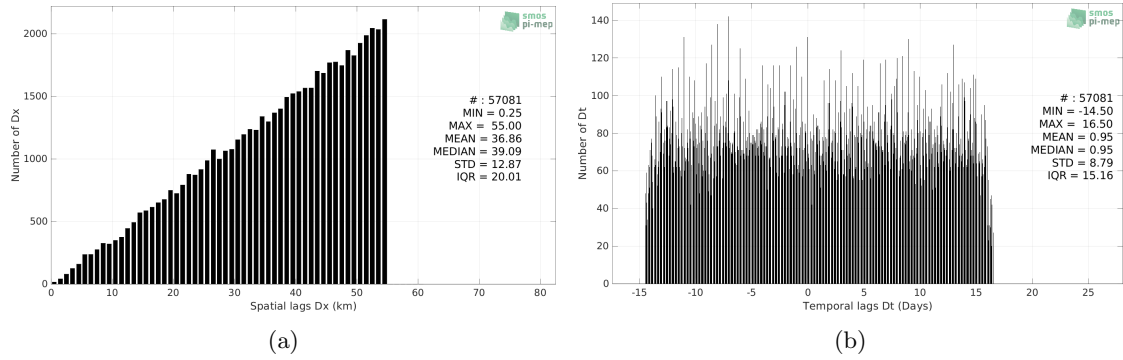 smos
pi-mep
2000
1500
1000
500
0
Number of Dx
# : 57081
MIN = 0.25
MAX = 55.00
MEAN = 36.86
MEDIAN = 39.09
STD = 12.87
IQR = 20.01
0 10 20 30 40 50 60 70 80
Spatial lags Dx (km)
(a)
smos
pi-mep
140
120
100
80
60
40
20
0
Number of Dt
# : 57081
MIN = -14.50
MAX = 16.50
MEAN = 0.95
MEDIAN = 0.95
STD = 8.79
IQR = 15.16
-15 -10 -5 0 5 10 15 20 25
Temporal lags Dt (Days)
(b)